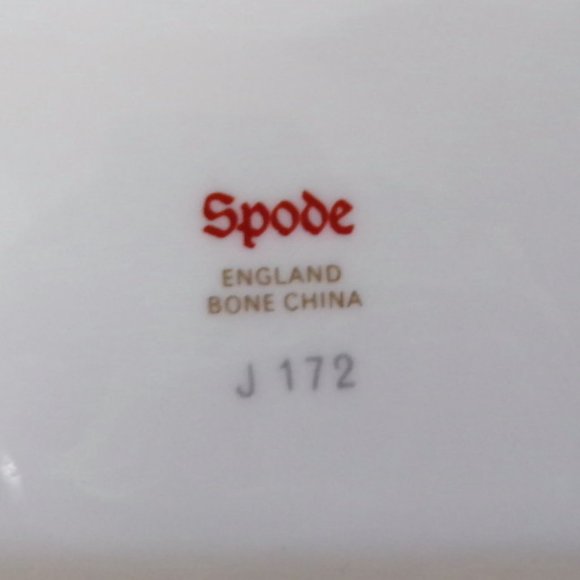 Spode
ENGLAND
BONE CHINA
J 172